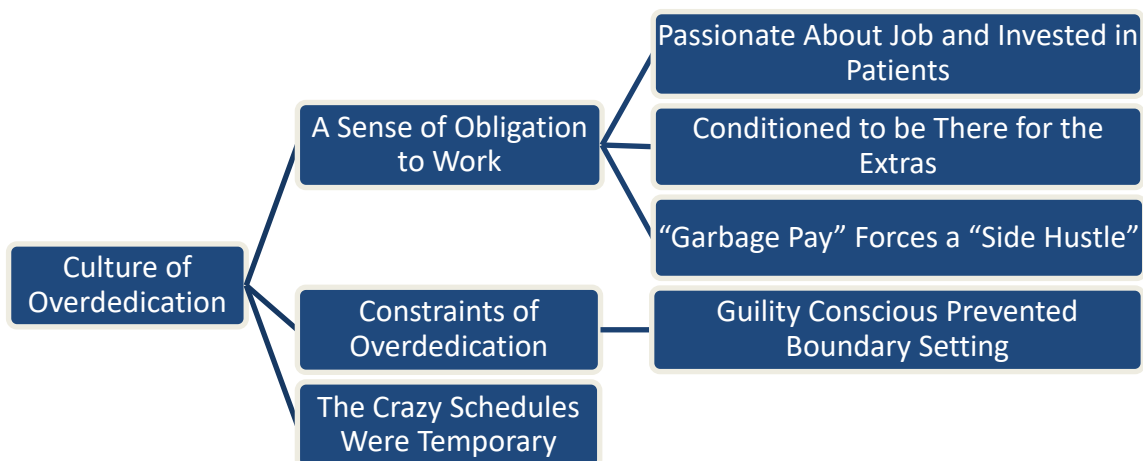 Culture of
Overdedication
A Sense of Obligation
to Work
Passionate About Job and Invested in
Patients
Conditioned to be There for the
Extras
“Garbage Pay” Forces a “Side Hustle”
Constraints of
Overdedication
Guility Conscious Prevented
Boundary Setting
The Crazy Schedules
Were Temporary